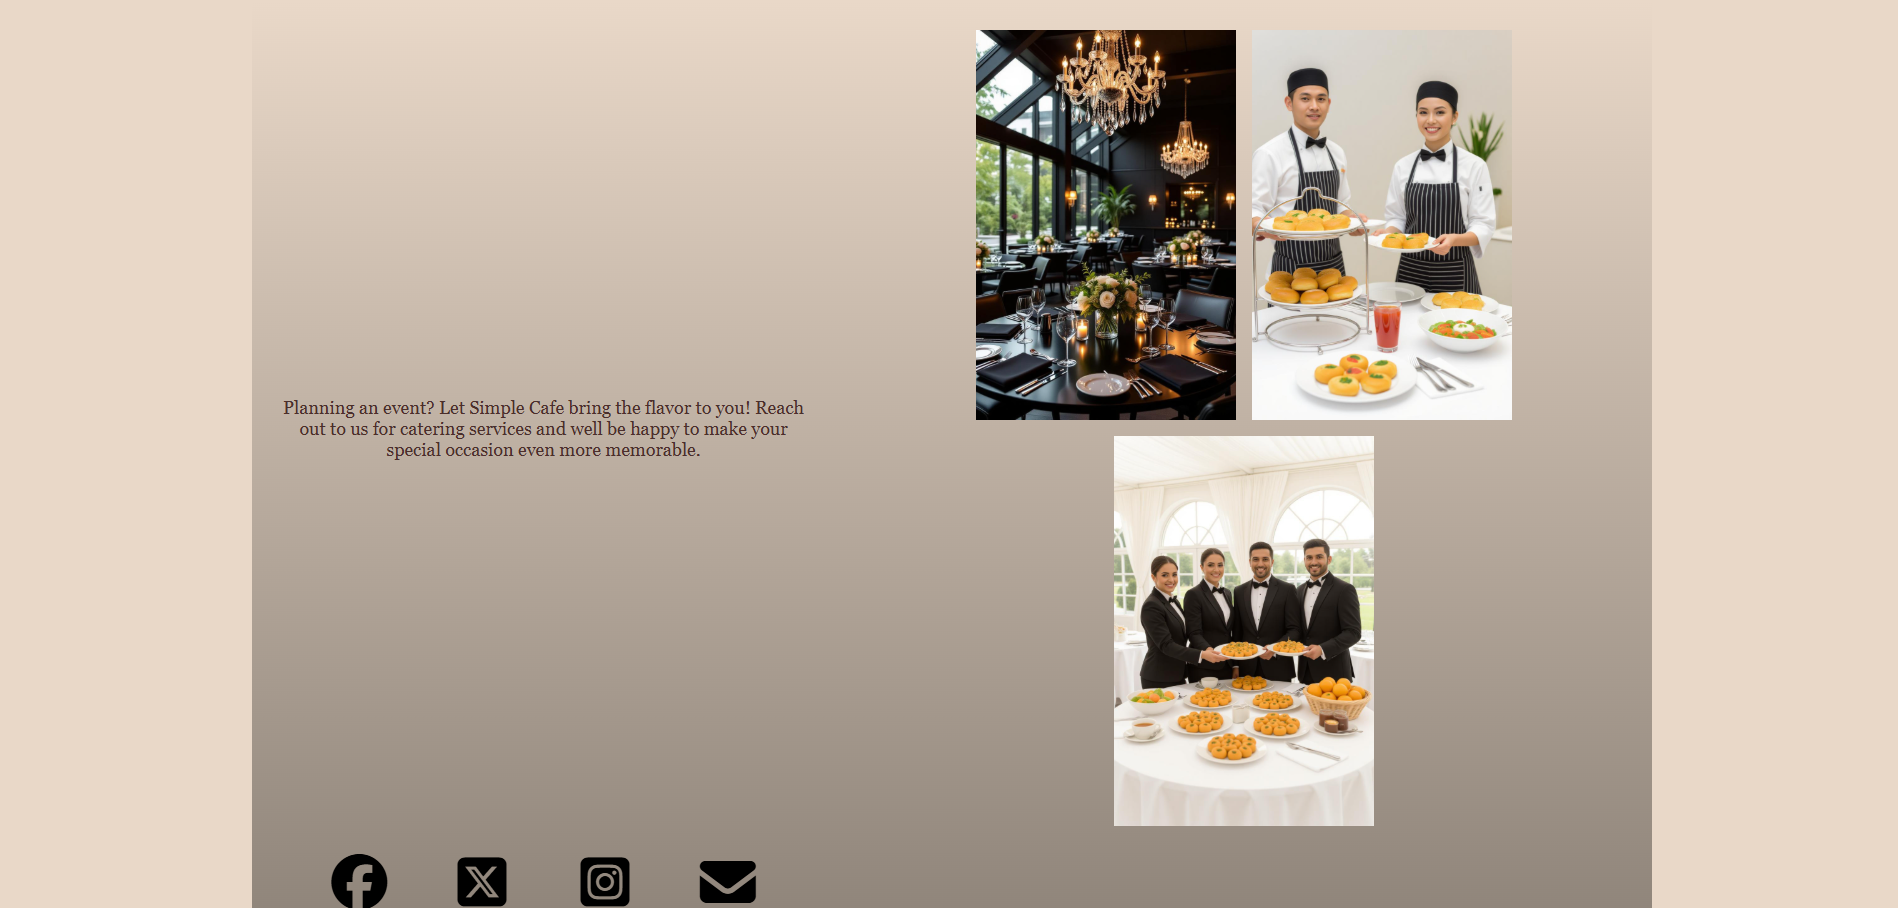 Planning an event? Let Simple Cafe bring the flavor to you! Reach
out to us for catering services and well be happy to make your
special occasion even more memorable.